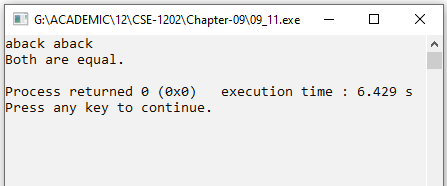 G:\ACADEMIC\12\CSE-1202\Chapter-09\09_11.exe
aback aback
Both are equal.
Process returned 0 (0x0)   execution time : 6.429 s
Press any key to continue.